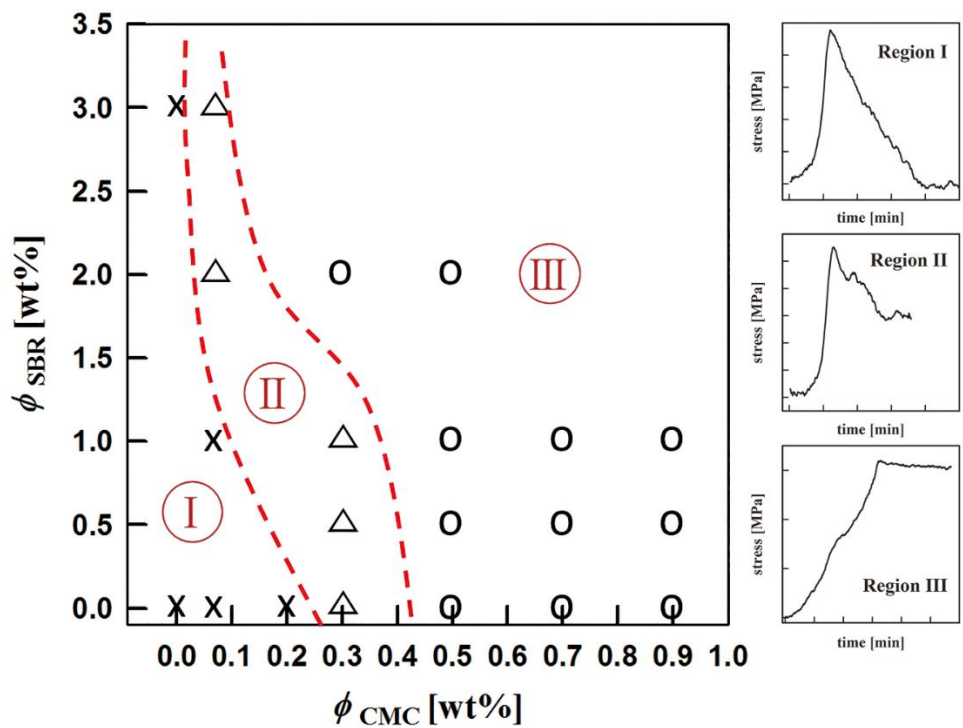 3.5
3.0
2.5
2.0
1.5
1.0
0.5
0.0
ϕ SBR [wt%]
0.0 0.1 0.2 0.3 0.4 0.5 0.6 0.7 0.8 0.9 1.0
ϕ CMC [wt%]
I
II
III
Region I
stress [MPa]
time [min]
Region II
stress [MPa]
time [min]
Region III
stress [MPa]
time [min]